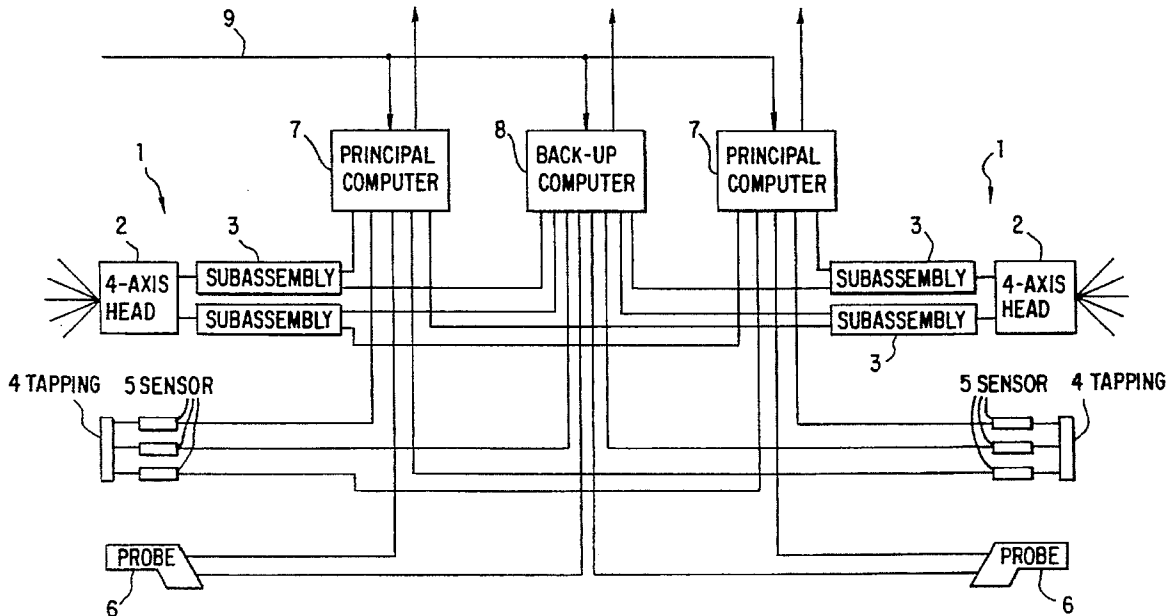 9
7
8
7
1
1
PRINCIPAL
COMPUTER
BACK-UP
COMPUTER
PRINCIPAL
COMPUTER
2
3
3
2
4-AXIS
HEAD
SUBASSEMBLY
SUBASSEMBLY
4-AXIS
HEAD
SUBASSEMBLY
SUBASSEMBLY
3
4 TAPPING
5 SENSOR
5 SENSOR
4 TAPPING
PROBE
PROBE
6
6